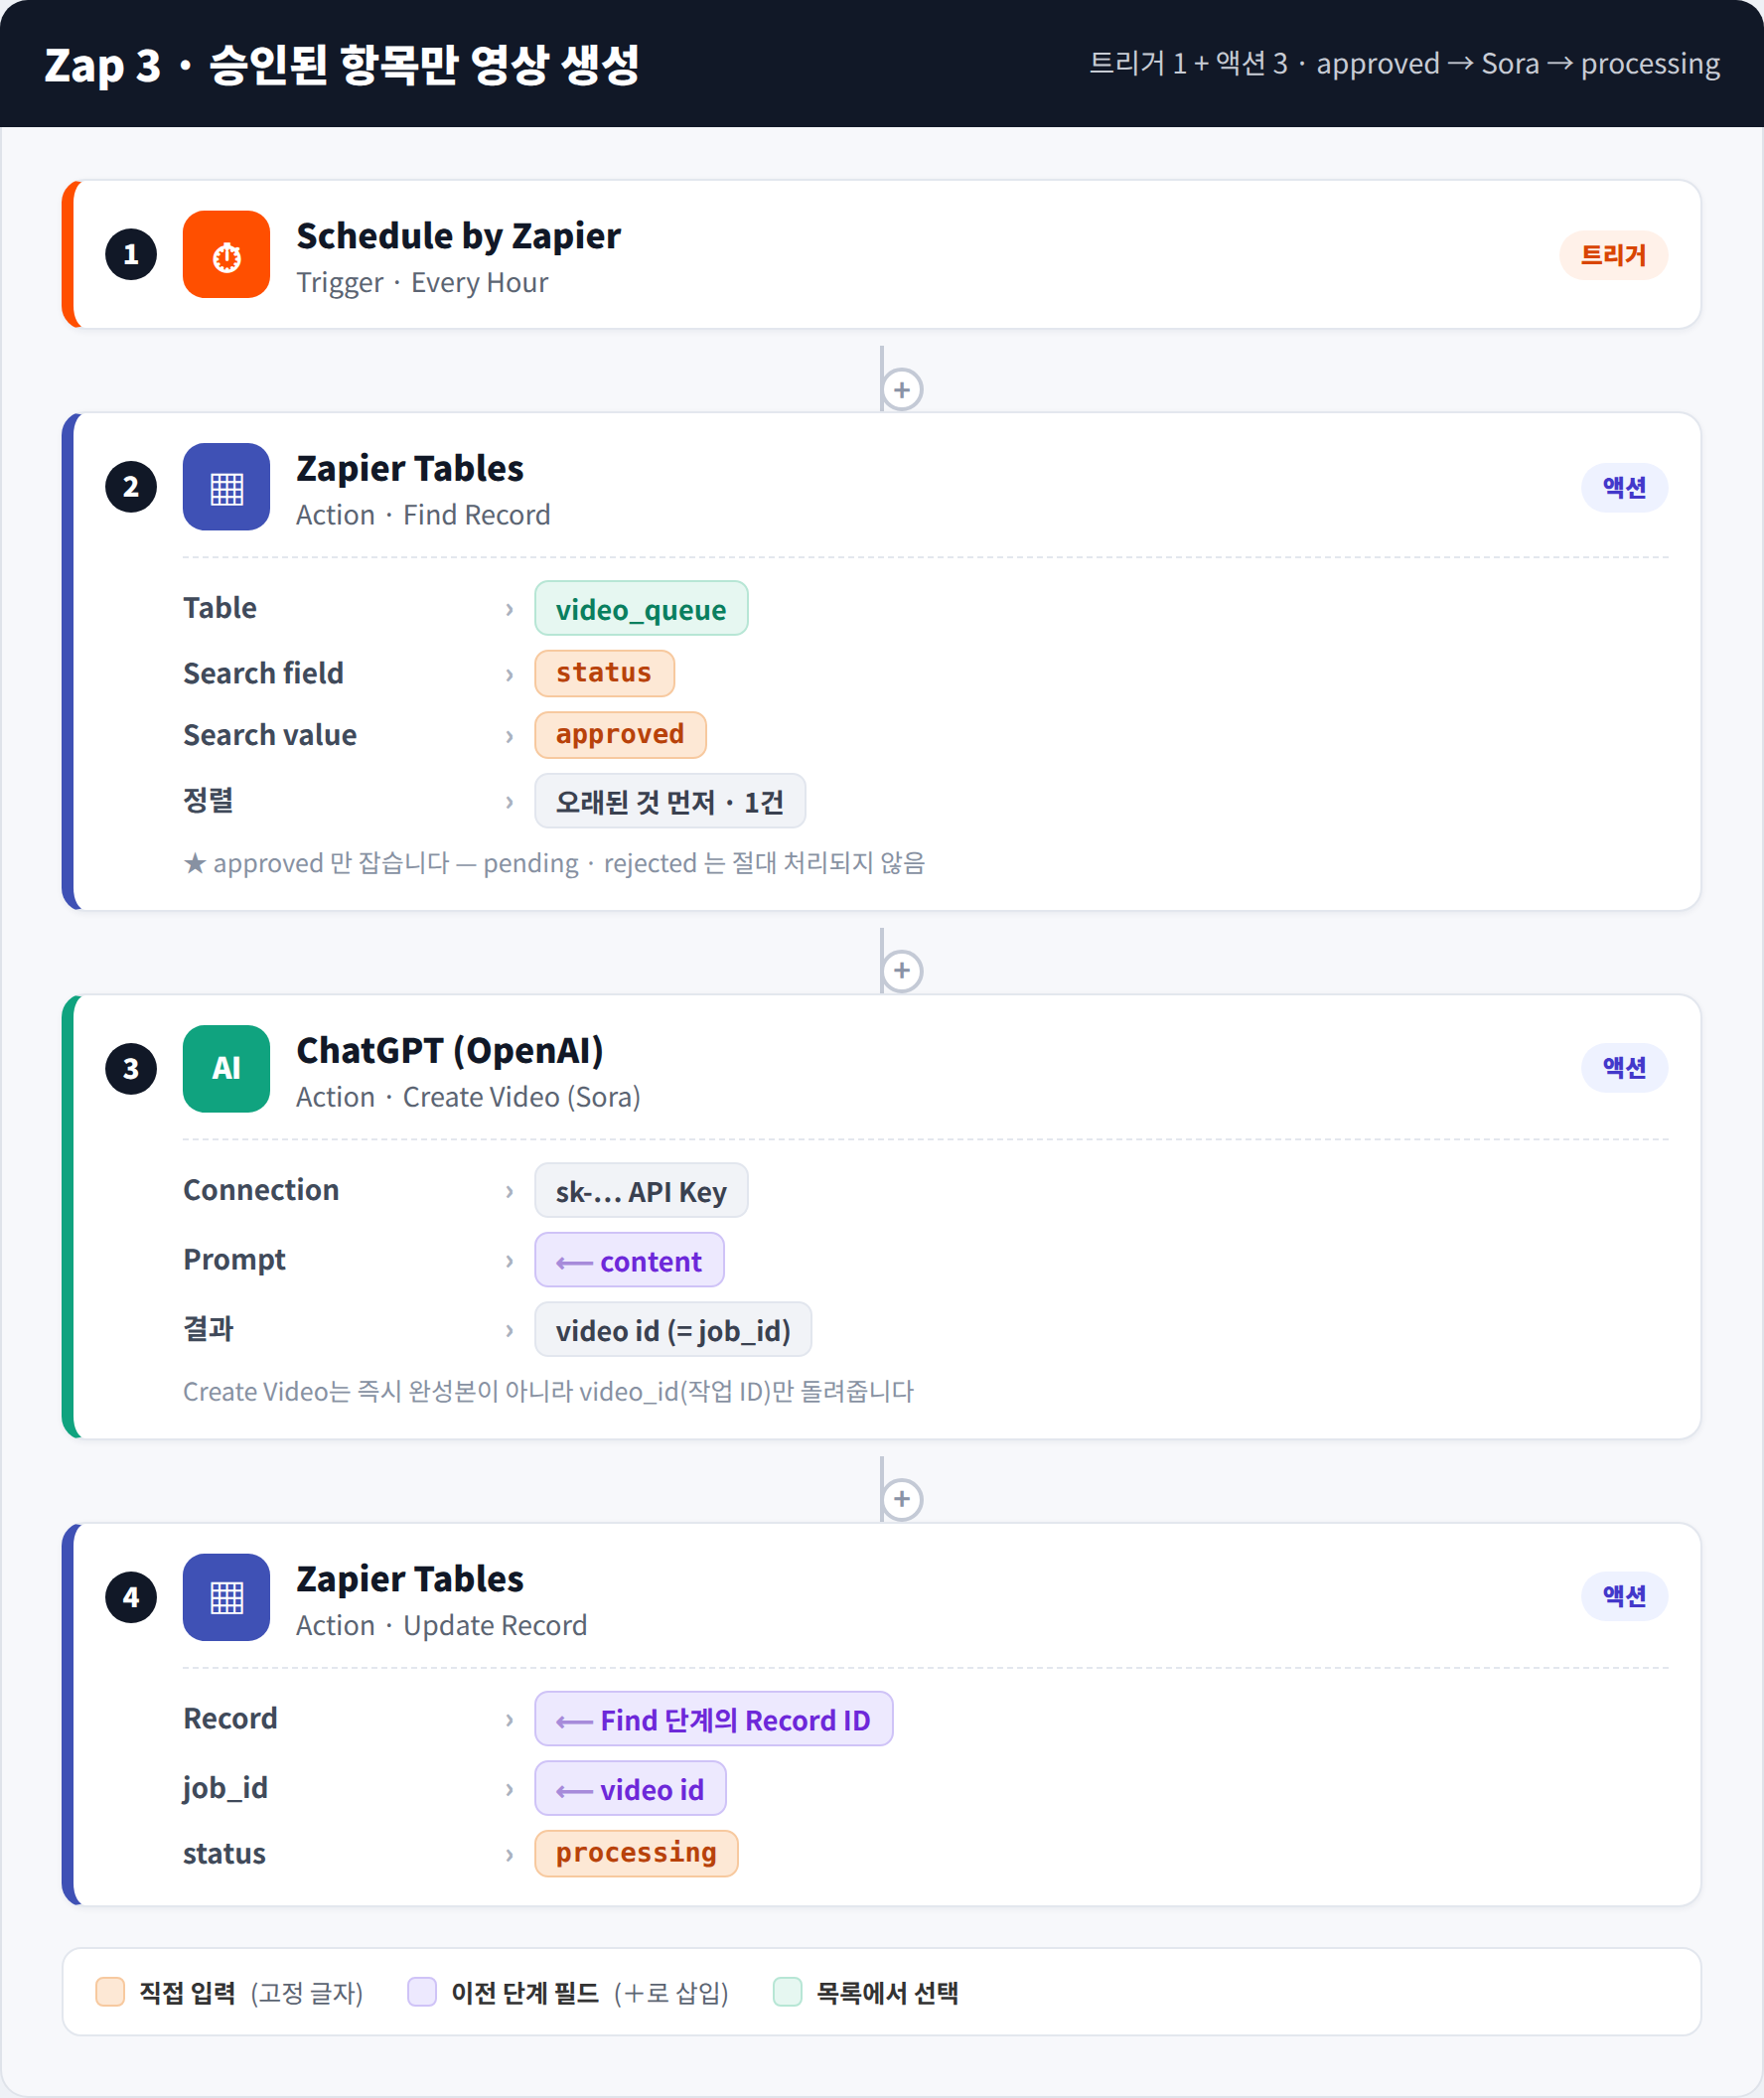 Zap 3 · 승인된 항목만 영상 생성
트리거 1 + 액션 3 · approved → Sora → processing
1
Schedule by Zapier
Trigger · Every Hour
트리거
+
2
Zapier Tables
Action · Find Record
액션
Table › video_queue
Search field › status
Search value › approved
정렬 › 오래된 것 먼저 · 1건
★ approved 만 잡습니다 — pending · rejected 는 절대 처리되지 않음
+
3
AI
ChatGPT (OpenAI)
Action · Create Video (Sora)
액션
Connection › sk-... API Key
Prompt › ⟵ content
결과 › video id (= job_id)
Create Video는 즉시 완성본이 아니라 video_id(작업 ID)만 돌려줍니다
+
4
Zapier Tables
Action · Update Record
액션
Record › ⟵ Find 단계의 Record ID
job_id › ⟵ video id
status › processing
직접 입력 (고정 글자) 이전 단계 필드 (+로 삽입) 목록에서 선택